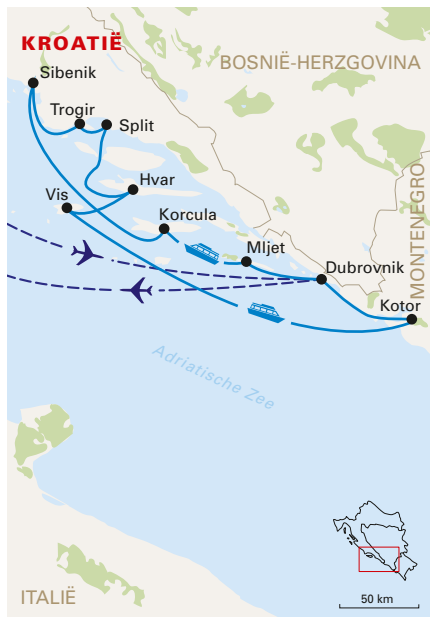 KROATIË
BOSNIË-HERZGOVINA
Sibenik
Trogir
Split
Hvar
Vis
Korcula
MONTENEGRO
Mljet
Dubrovnik
Kotor
Adriatische Zee
ITALIË
50 km